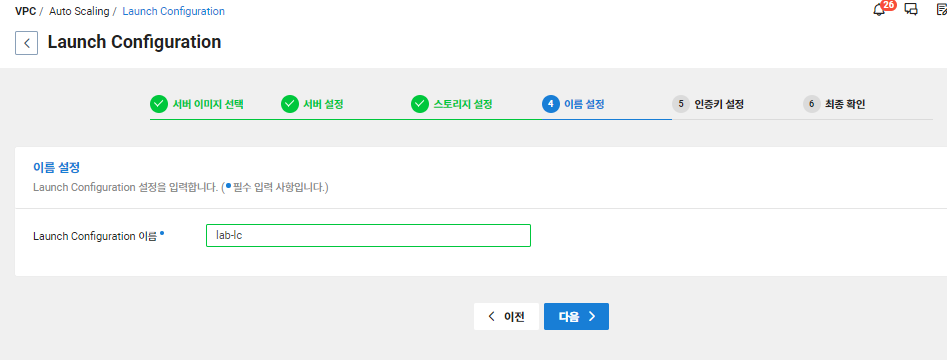 VPC / Auto Scaling / Launch Configuration
26
Launch Configuration
서버 이미지 선택 서버 설정 스토리지 설정 4 이름 설정 5 인증키 설정 6 최종 확인
이름 설정
Launch Configuration 설정을 입력합니다. (•필수 입력 사항입니다.)
Launch Configuration 이름 • lab-lc
이전 다음